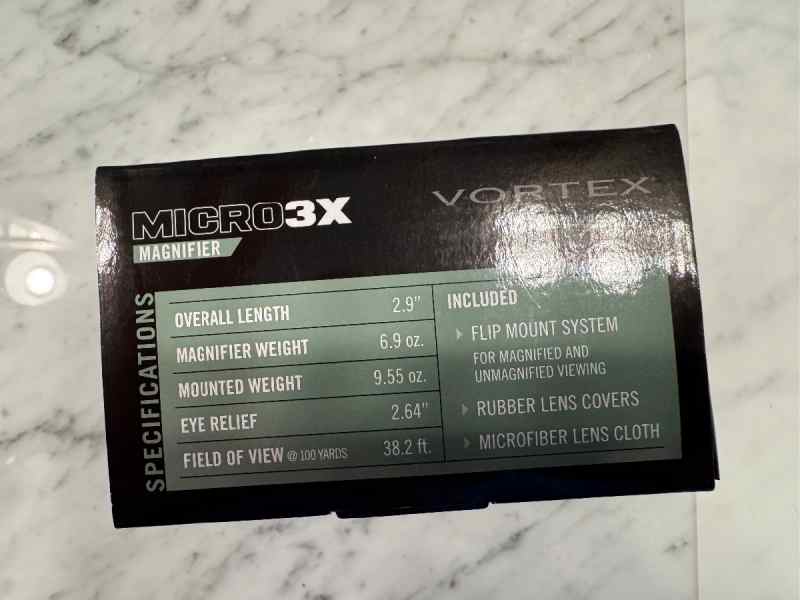 MICRO3X
MAGNIFIER
VORTEX
SPECIFICATIONS
OVERALL LENGTH 2.9"
MAGNIFIER WEIGHT 6.9 oz.
MOUNTED WEIGHT 9.55 oz.
EYE RELIEF 2.64"
FIELD OF VIEW @ 100 YARDS 38.2 ft.
INCLUDED
FLIP MOUNT SYSTEM
FOR MAGNIFIED AND
UNMAGNIFIED VIEWING
RUBBER LENS COVERS
MICROFIBER LENS CLOTH